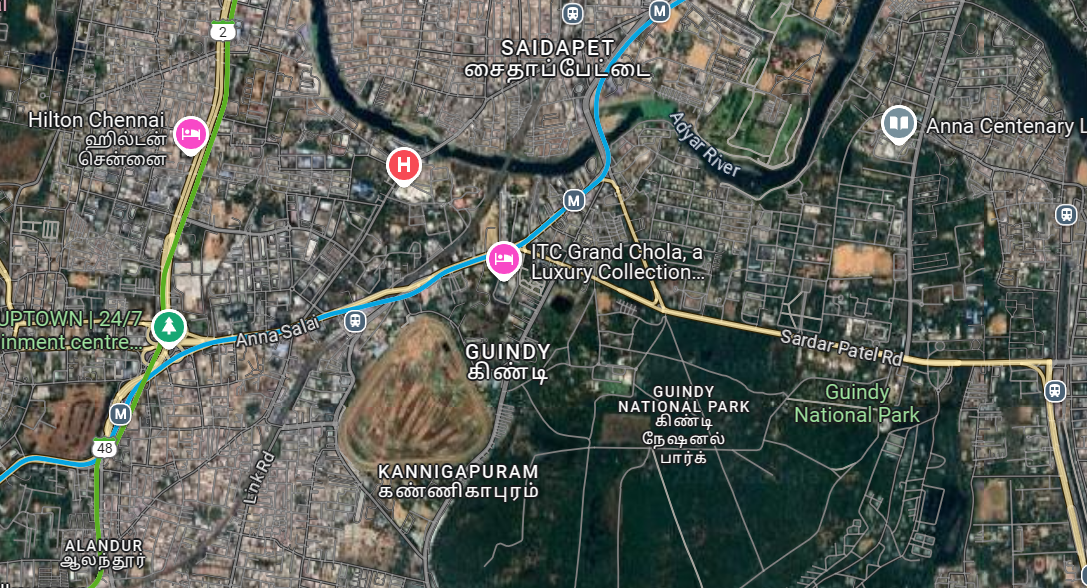 2
M
SAIDAPET
சைதாப்பேட்டை
Hilton Chennai
ஹில்டன்
சென்னை
H
Adyar River
Anna Centenary L
M
ITC Grand Chola, a
Luxury Collection...
UPTOWN | 24/7
inment centre...
Anna Salai
GUINDY
கிண்டி
Sardar Patel Rd
GUINDY
NATIONAL PARK
கிண்டி
நேஷனல்
பார்க்
Guindy
National Park
M
48
Link Rd
KANNIGAPURAM
கண்ணிகாபுரம்
ALANDUR
ஆலந்தூர்